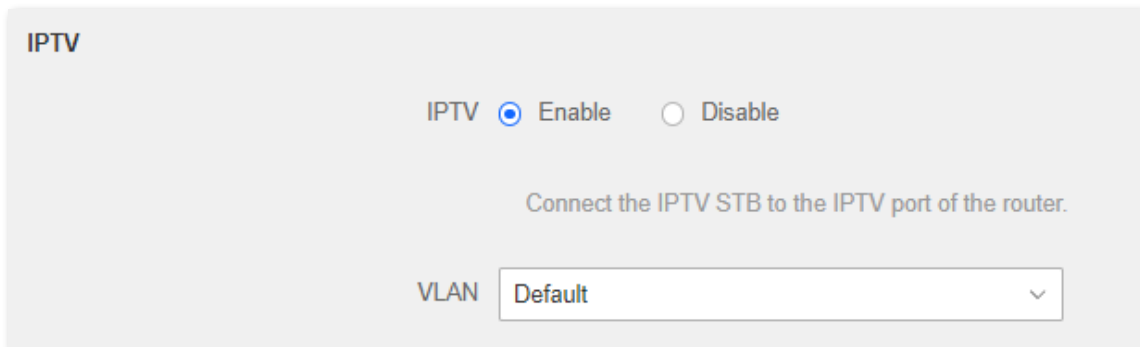 IPTV
IPTV Enable Disable
Connect the IPTV STB to the IPTV port of the router.
VLAN Default